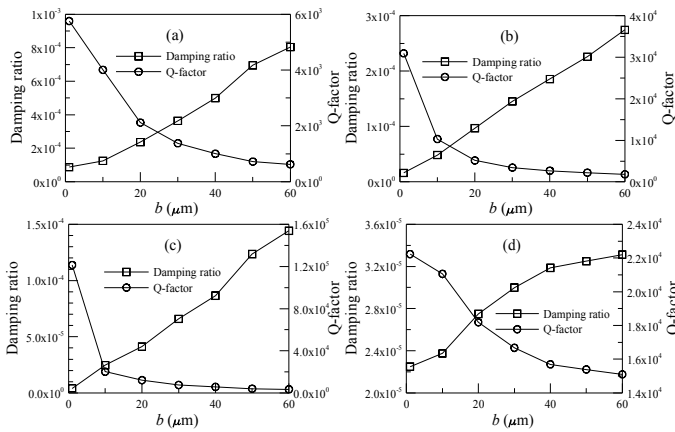 (a)
Damping ratio
1x10⁻³
8x10⁻⁴
6x10⁻⁴
4x10⁻⁴
2x10⁻⁴
0x10⁰
6x10³
4x10³
2x10³
0x10⁰
Q-factor
Damping ratio
Q-factor
0 20 40 60
b (μm)
(b)
Damping ratio
3x10⁻⁴
2x10⁻⁴
1x10⁻⁴
0x10⁰
4x10⁴
3x10⁴
2x10⁴
1x10⁴
0x10⁰
Q-factor
Damping ratio
Q-factor
0 20 40 60
b (μm)
(c)
Damping ratio
1.5x10⁻⁴
1.0x10⁻⁴
5.0x10⁻⁵
0.0x10⁰
1.6x10⁵
1.2x10⁵
8.0x10⁴
4.0x10⁴
0.0x10⁰
Q-factor
Damping ratio
Q-factor
0 20 40 60
b (μm)
(d)
Damping ratio
3.6x10⁻⁵
3.2x10⁻⁵
2.8x10⁻⁵
2.4x10⁻⁵
2.0x10⁻⁵
2.4x10⁴
2.2x10⁴
2.0x10⁴
1.8x10⁴
1.6x10⁴
1.4x10⁴
Q-factor
Damping ratio
Q-factor
0 20 40 60
b (μm)